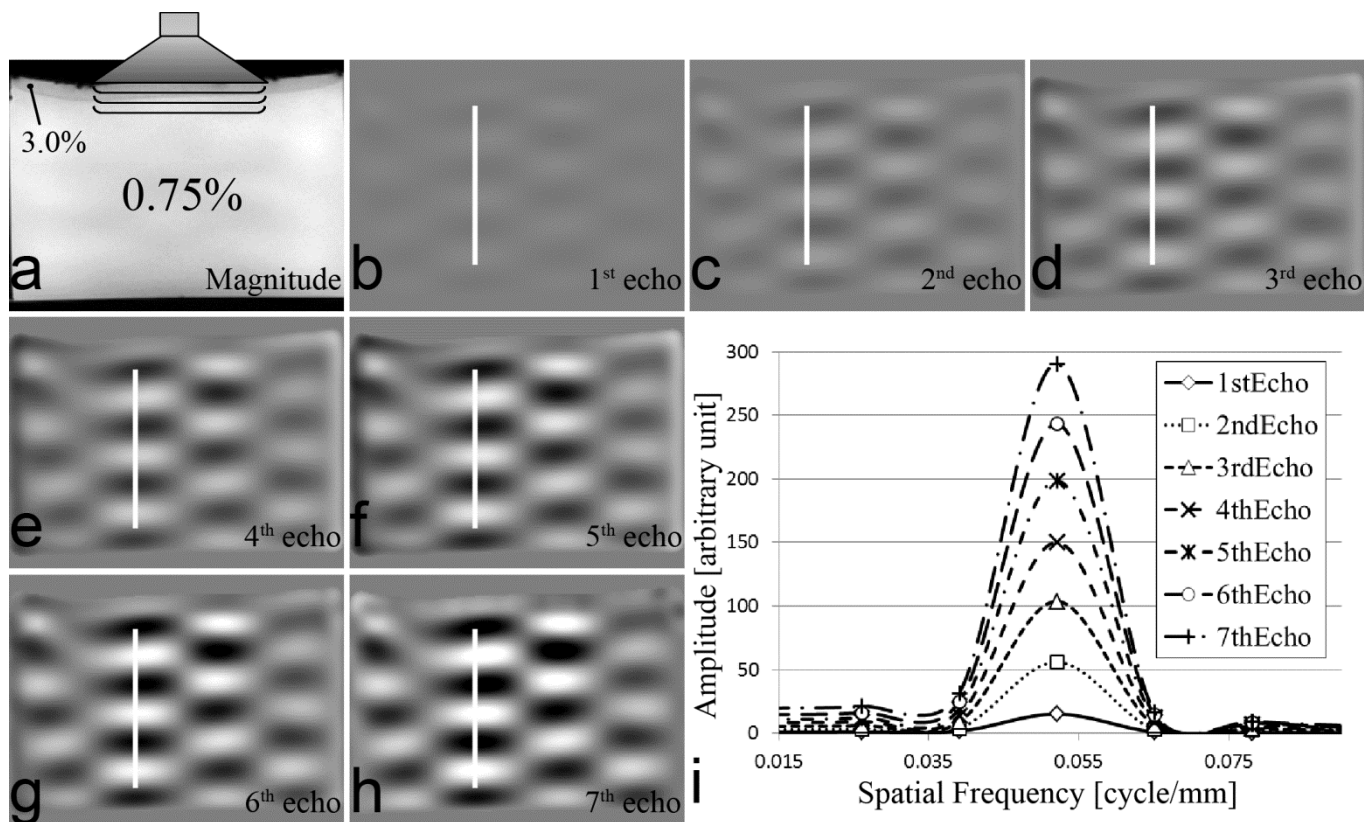 3.0%
0.75%
a
Magnitude
b
1st echo
c
2nd echo
d
3rd echo
e
4th echo
f
5th echo
g
6th echo
h
7th echo
i
Amplitude [arbitrary unit]
300
250
200
150
100
50
0
0.015
0.035
0.055
0.075
Spatial Frequency [cycle/mm]
1stEcho
2ndEcho
3rdEcho
4thEcho
5thEcho
6thEcho
7thEcho